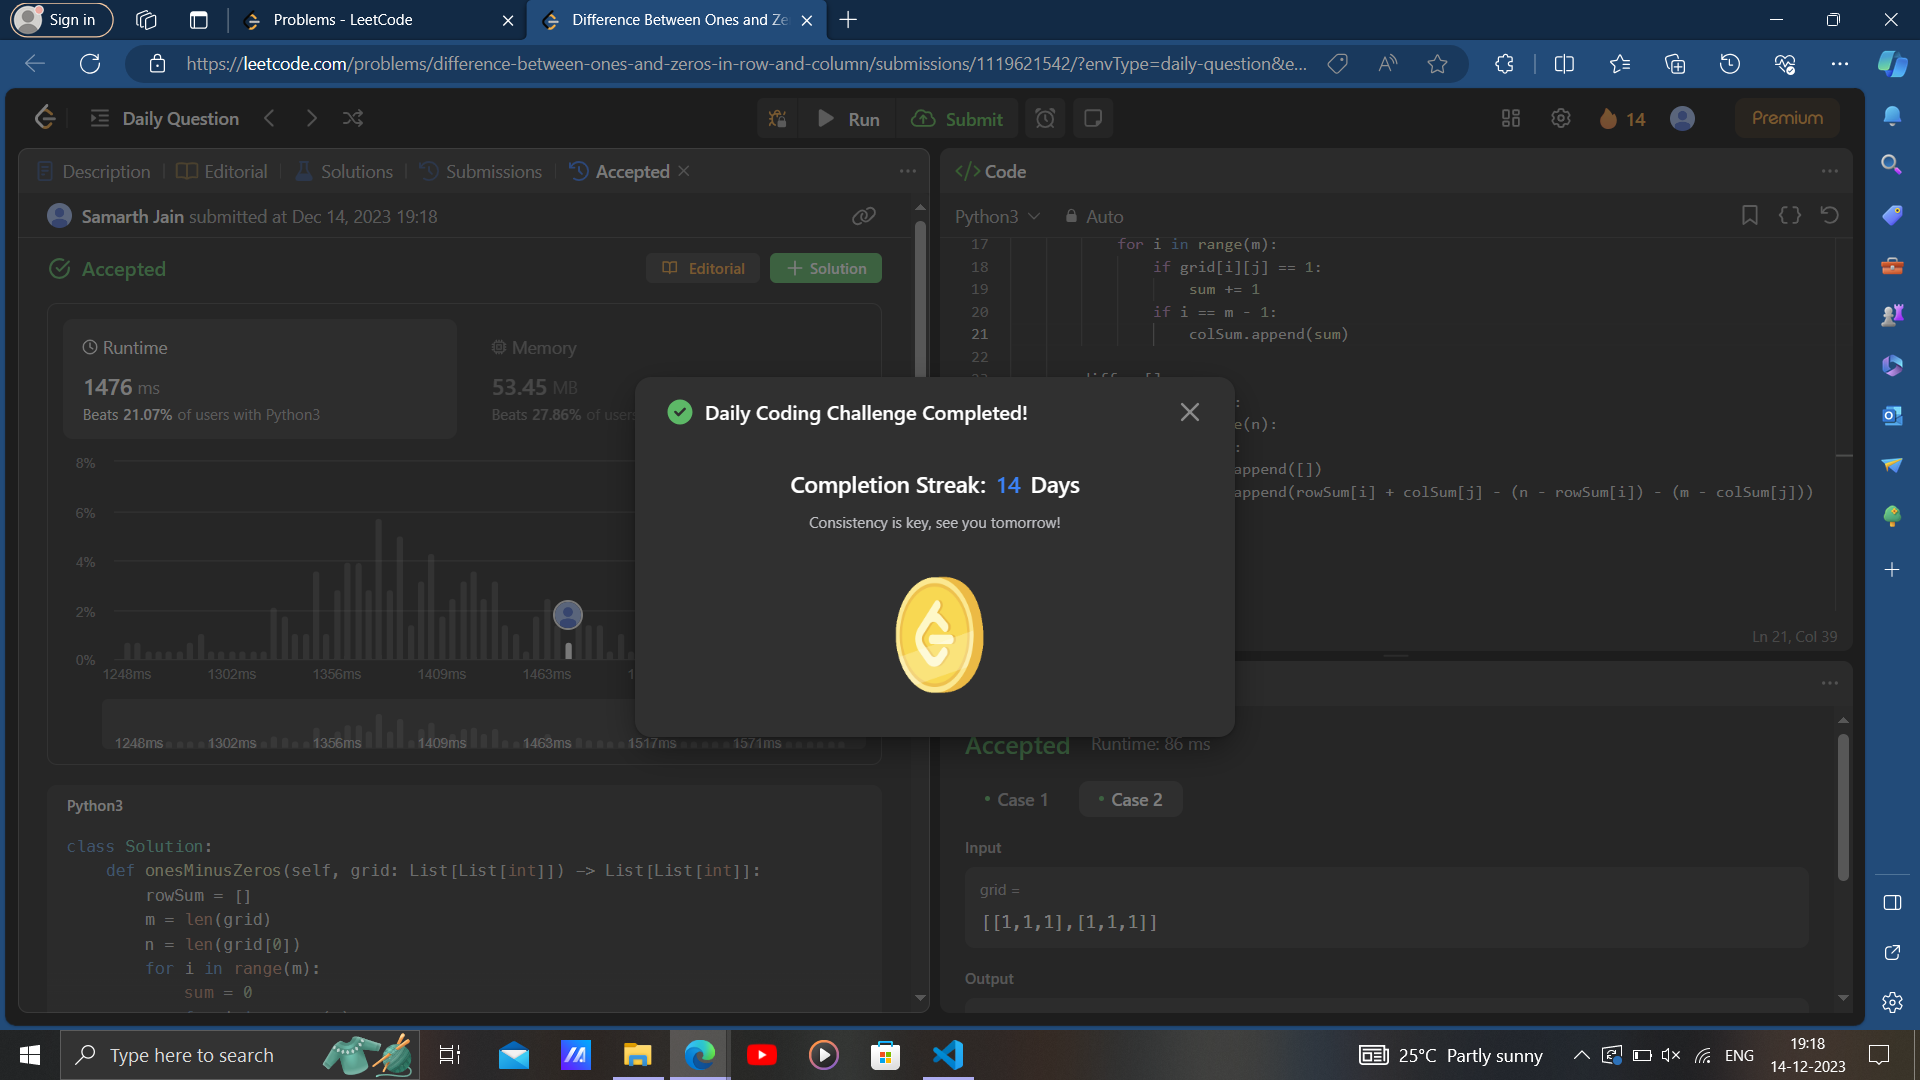 Sign in
Problems - LeetCode
Difference Between Ones and Ze
https://leetcode.com/problems/difference-between-ones-and-zeros-in-row-and-column/submissions/1119621542/?envType=daily-question&e...
Daily Question
Run
Submit
14
Premium
Description
Editorial
Solutions
Submissions
Accepted
Samarth Jain submitted at Dec 14, 2023 19:18
Accepted
Editorial
+ Solution
Runtime
1476 ms
Beats 21.07% of users with Python3
Memory
53.45 MB
Beats 27.86% of users
8%
6%
4%
2%
0%
1248ms 1302ms 1356ms 1409ms 1463ms 1
1248ms 1302ms 1356ms 1409ms 1463ms 1517ms 1571ms
Python3
class Solution:
def onesMinusZeros(self, grid: List[List[int]]) -> List[List[int]]:
rowSum = []
m = len(grid)
n = len(grid[0])
for i in range(m):
sum = 0
Daily Coding Challenge Completed!
Completion Streak: 14 Days
Consistency is key, see you tomorrow!
</> Code
Python3
Auto
17 for i in range(m):
18 if grid[i][j] == 1:
19 sum += 1
20 if i == m - 1:
21 colSum.append(sum)
22
:
e(n):
:
append([])
append(rowSum[i] + colSum[j] - (n - rowSum[i]) - (m - colSum[j]))
Ln 21, Col 39
Accepted
Runtime: 86 ms
• Case 1
• Case 2
Input
grid =
[[1,1,1],[1,1,1]]
Output
Type here to search
25°C Partly sunny
ENG
19:18
14-12-2023